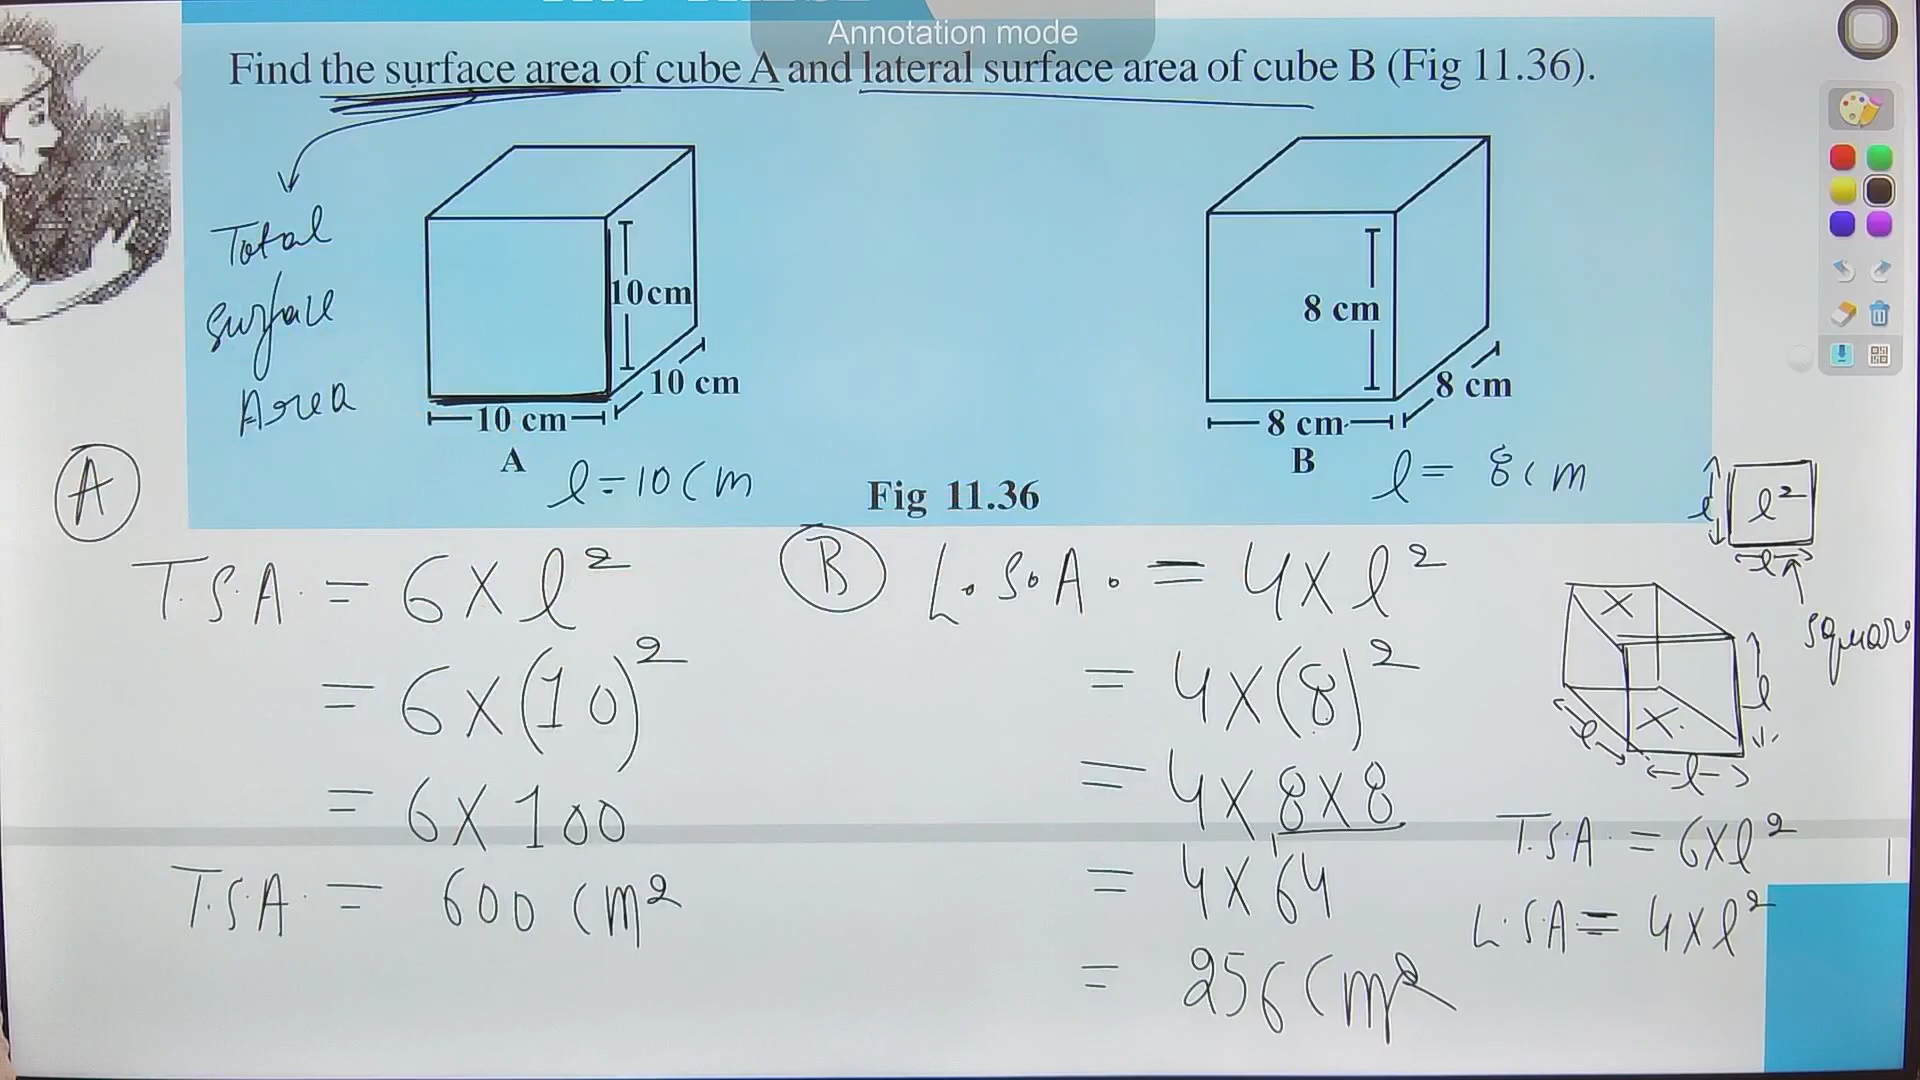 Annotation mode
Find the surface area of cube A and lateral surface area of cube B (Fig 11.36).
Total
Surface
Area
10cm
10 cm
10 cm
A
l = 10 cm
8 cm
8 cm
8 cm
B
l = 8 cm
Fig 11.36
l
l²
l
square
A
T.S.A. = 6 X l²
= 6 X (10)²
= 6 X 100
T.S.A. = 600 cm²
B
L.S.A. = 4 X l²
= 4 X (8)²
= 4 X 8 X 8
= 4 X 64
= 256 cm²
X
X
l
l
l
T.S.A. = 6 X l²
L.S.A = 4 X l²